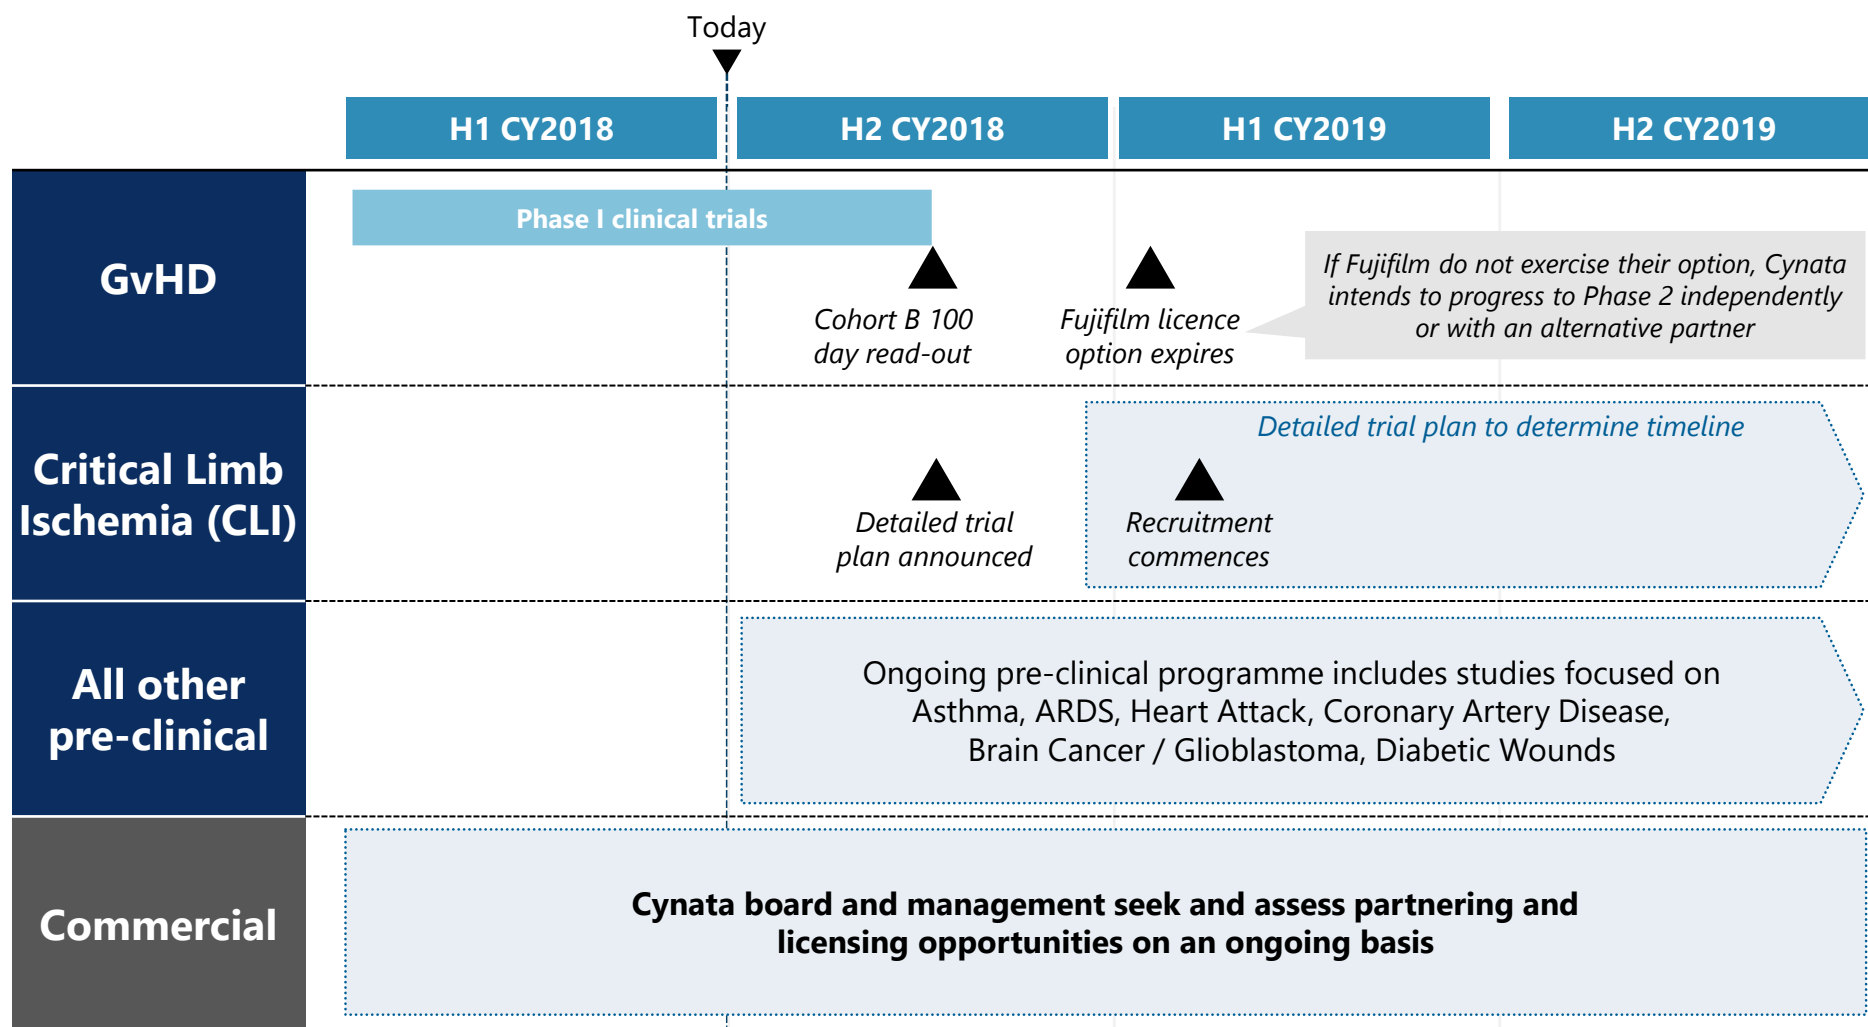 Today
H1 CY2018
H2 CY2018
H1 CY2019
H2 CY2019
GvHD
Phase I clinical trials
Cohort B 100
day read-out
Fujifilm licence
option expires
If Fujifilm do not exercise their option, Cynata
intends to progress to Phase 2 independently
or with an alternative partner
Critical Limb
Ischemia (CLI)
Detailed trial plan to determine timeline
Detailed trial
plan announced
Recruitment
commences
All other
pre-clinical
Ongoing pre-clinical programme includes studies focused on
Asthma, ARDS, Heart Attack, Coronary Artery Disease,
Brain Cancer / Glioblastoma, Diabetic Wounds
Commercial
Cynata board and management seek and assess partnering and
licensing opportunities on an ongoing basis